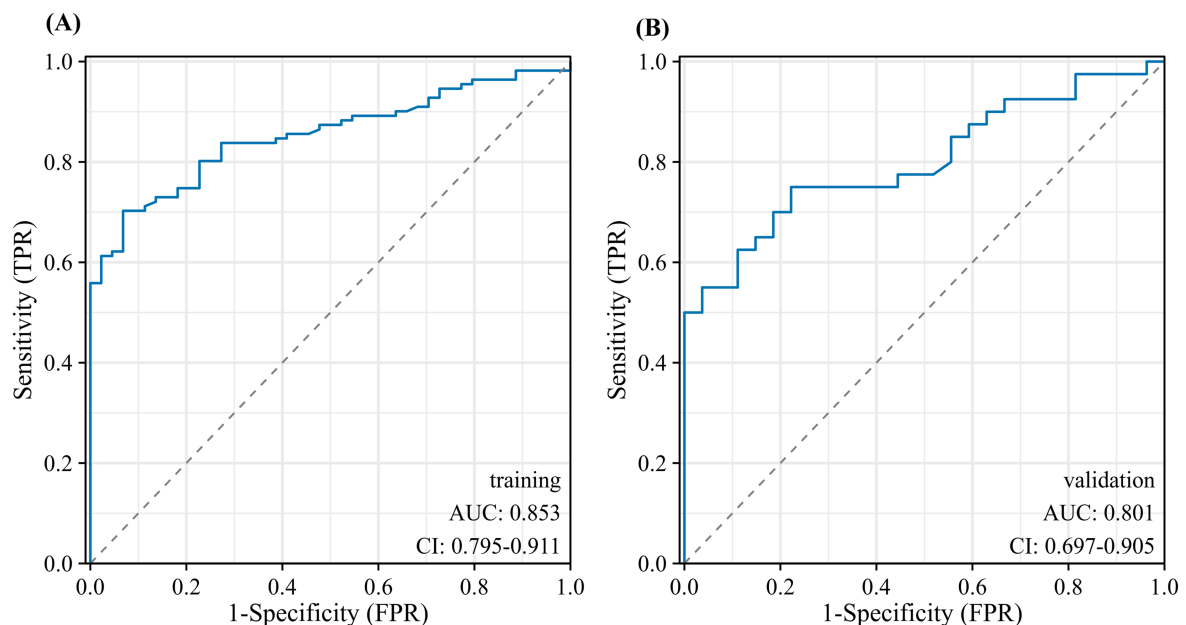 (A)
1.0
0.8
0.6
0.4
0.2
0.0
Sensitivity (TPR)
training
AUC: 0.853
CI: 0.795-0.911
0.0 0.2 0.4 0.6 0.8 1.0
1-Specificity (FPR)
(B)
1.0
0.8
0.6
0.4
0.2
0.0
Sensitivity (TPR)
validation
AUC: 0.801
CI: 0.697-0.905
0.0 0.2 0.4 0.6 0.8 1.0
1-Specificity (FPR)